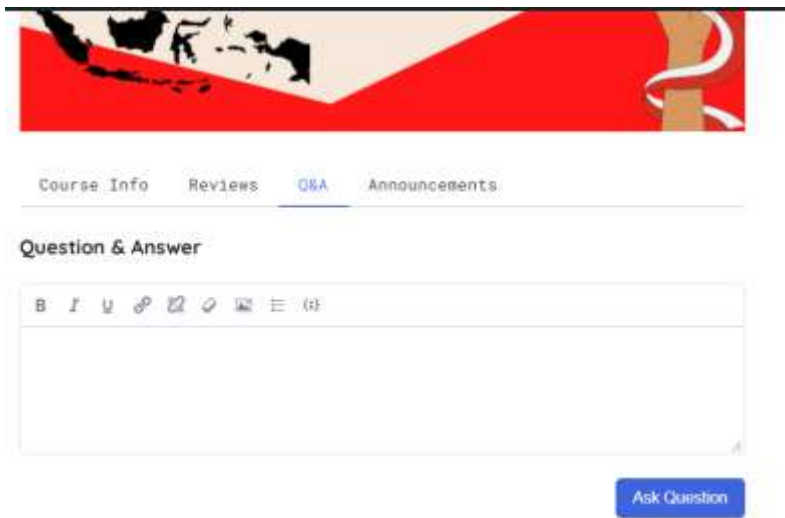 Course Info Reviews Q&A Announcements
Question & Answer
B I U
Ask Question